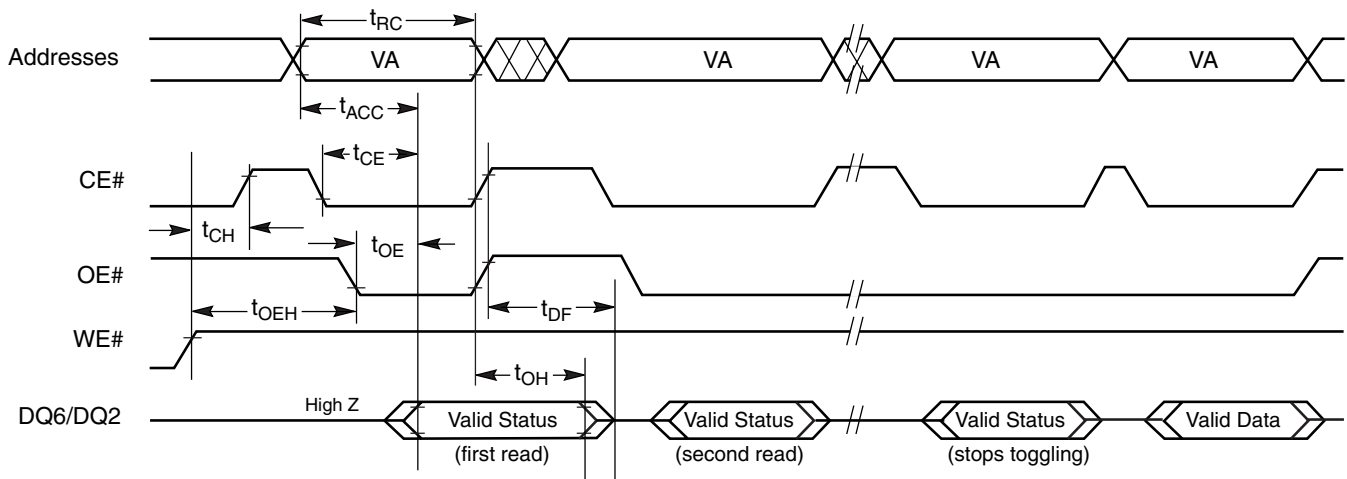 tRC
Addresses VA VA VA VA
tACC
tCE
CE#
tCH tOE
OE#
tOEH tDF
WE#
tOH
DQ6/DQ2 High Z Valid Status Valid Status Valid Status Valid Data
(first read) (second read) (stops toggling)